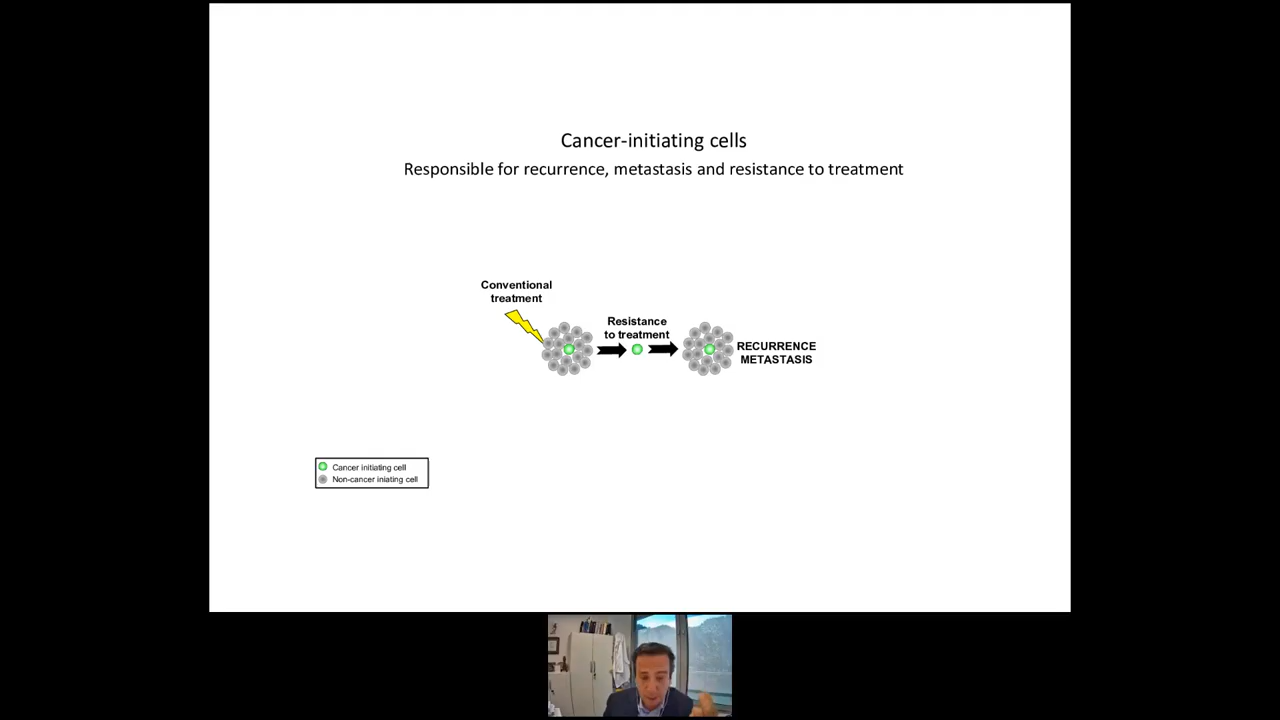 Cancer-initiating cells
Responsible for recurrence, metastasis and resistance to treatment
Conventional
treatment
Resistance
to treatment
RECURRENCE
METASTASIS
Cancer initiating cell
Non-cancer iniating cell